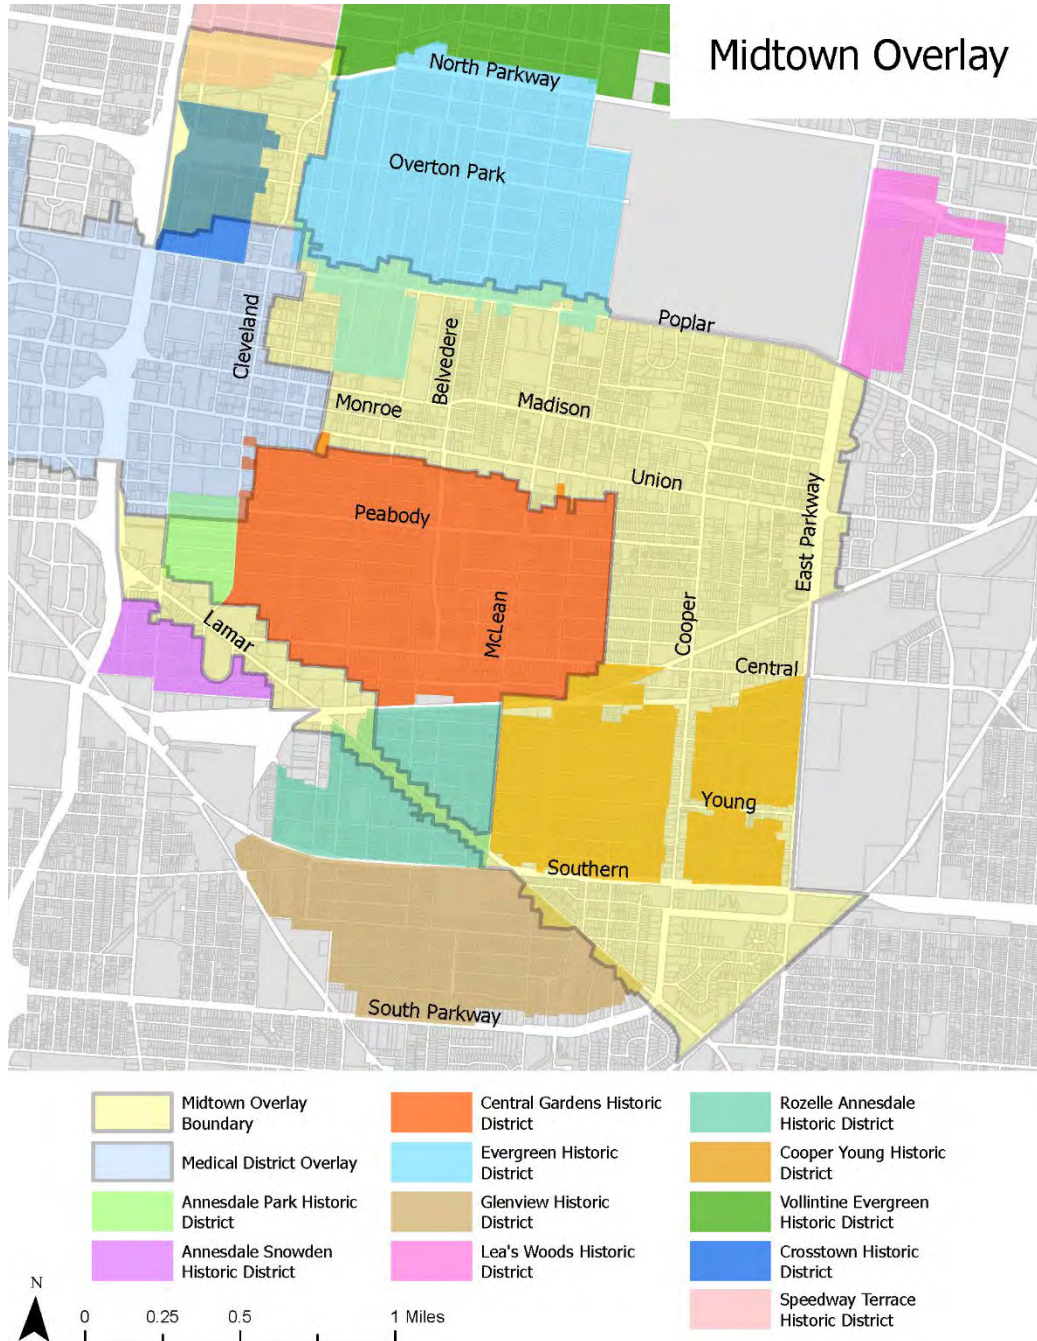 Midtown Overlay
North Parkway
Overton Park
Poplar
Cleveland
Belvedere
Monroe
Madison
Union
East Parkway
Peabody
McLean
Cooper
Lamar
Central
Young
Southern
South Parkway
Midtown Overlay
Boundary
Medical District Overlay
Annesdale Park Historic
District
Annesdale Snowden
Historic District
Central Gardens Historic
District
Evergreen Historic
District
Glenview Historic
District
Lea's Woods Historic
District
Rozelle Annesdale
Historic District
Cooper Young Historic
District
Vollintine Evergreen
Historic District
Crosstown Historic
District
Speedway Terrace
Historic District
N
0 0.25 0.5 1 Miles